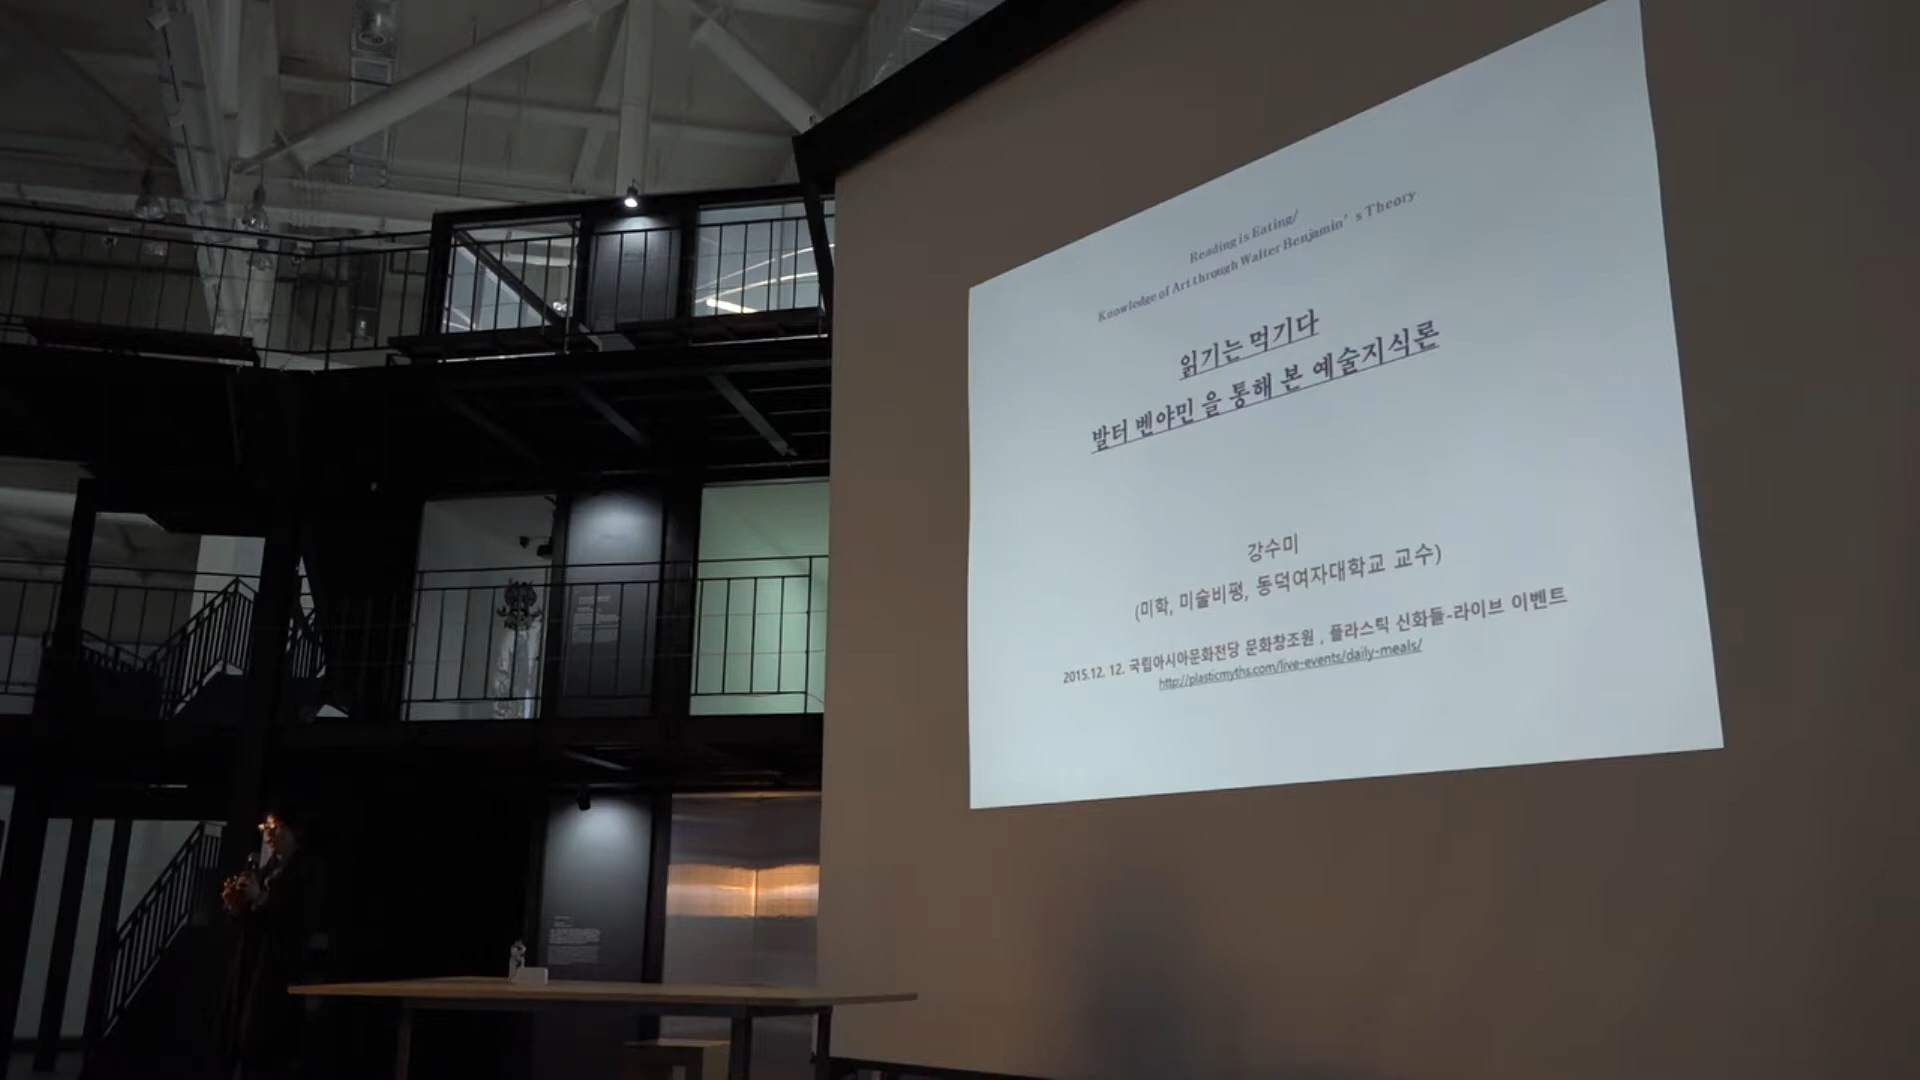 Reading is Eating/
Knowledge of Art through Walter Benjamin's Theory
읽기는 먹기다
발터 벤야민 을 통해 본 예술지식론
강수미
(미학, 미술비평, 동덕여자대학교 교수)
2015.12. 12. 국립아시아문화전당 문화창조원 , 플라스틱 신화들-라이브 이벤트
http://plasticmyths.com/live-events/daily-meals/